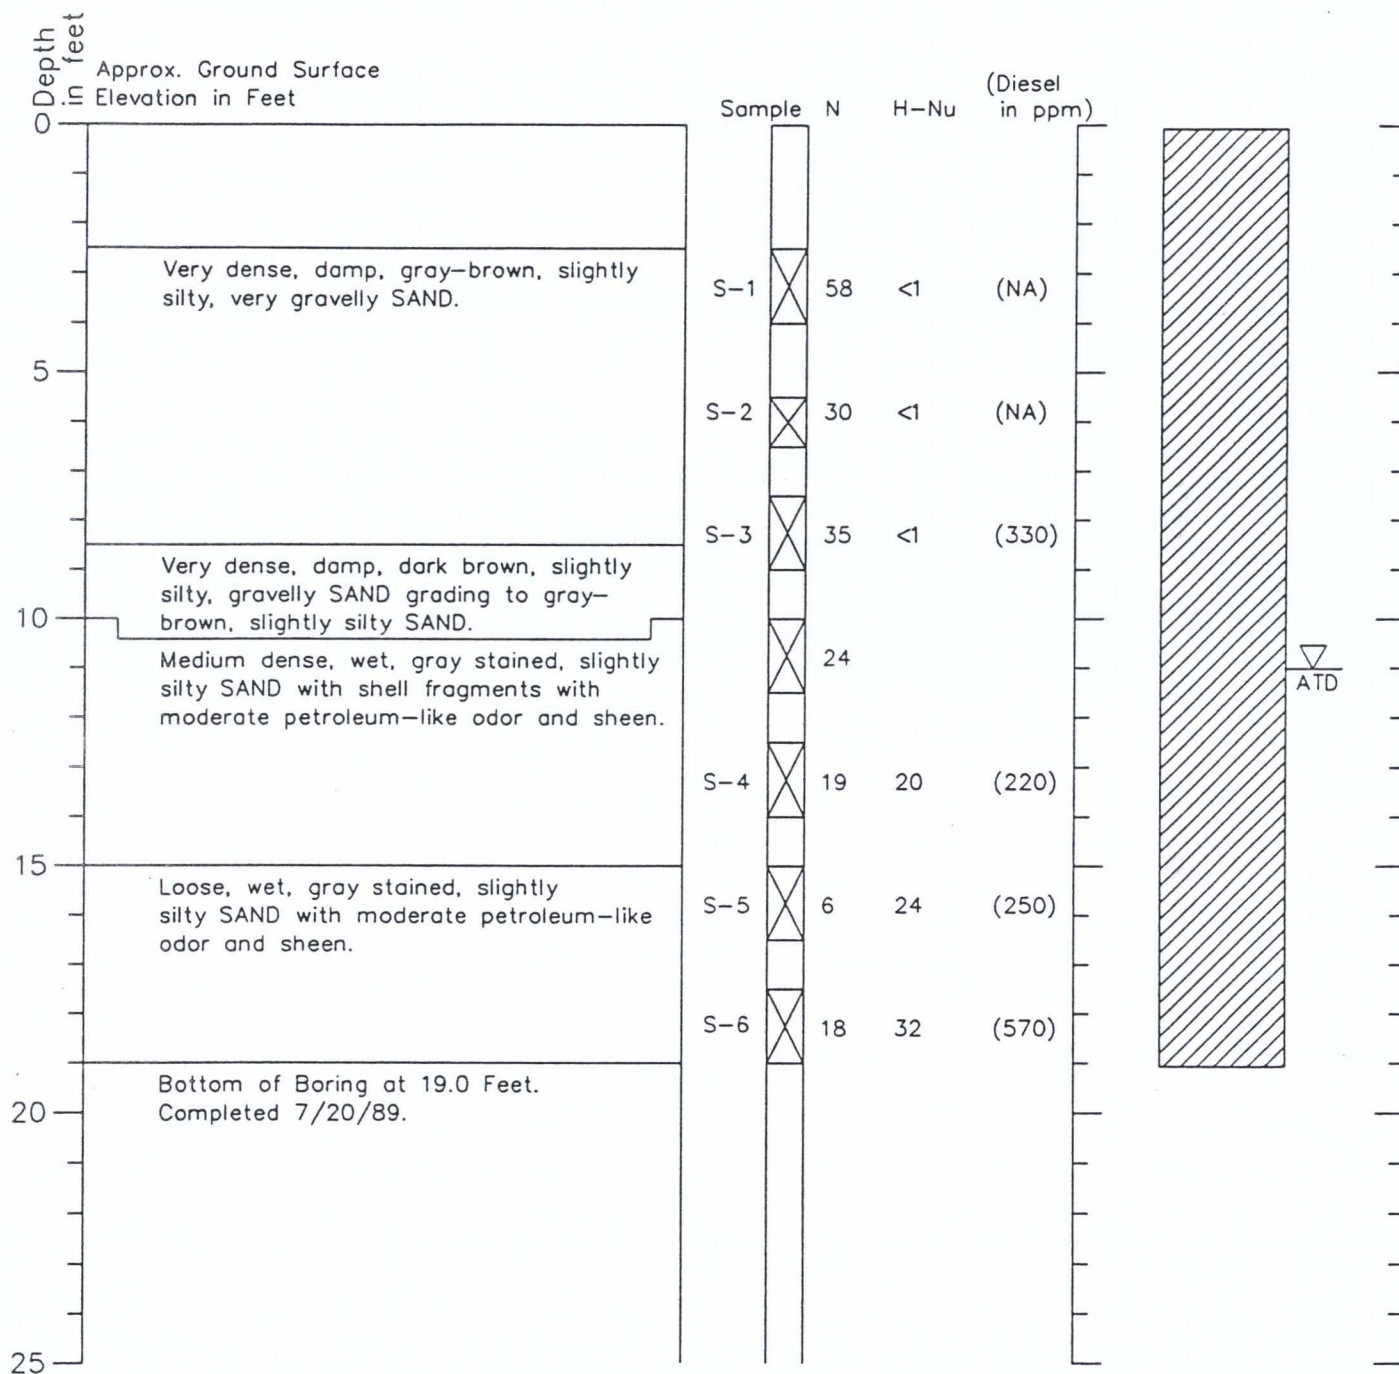 Depth
in feet
Approx. Ground Surface
Elevation in Feet
Sample N H-Nu (Diesel
in ppm)
0
Very dense, damp, gray-brown, slightly
silty, very gravelly SAND.
S-1 58 <1 (NA)
5
S-2 30 <1 (NA)
S-3 35 <1 (330)
Very dense, damp, dark brown, slightly
silty, gravelly SAND grading to gray-
brown, slightly silty SAND.
10
Medium dense, wet, gray stained, slightly
silty SAND with shell fragments with
moderate petroleum-like odor and sheen.
24
ATD
S-4 19 20 (220)
15
Loose, wet, gray stained, slightly
silty SAND with moderate petroleum-like
odor and sheen.
S-5 6 24 (250)
S-6 18 32 (570)
Bottom of Boring at 19.0 Feet.
Completed 7/20/89.
20
25